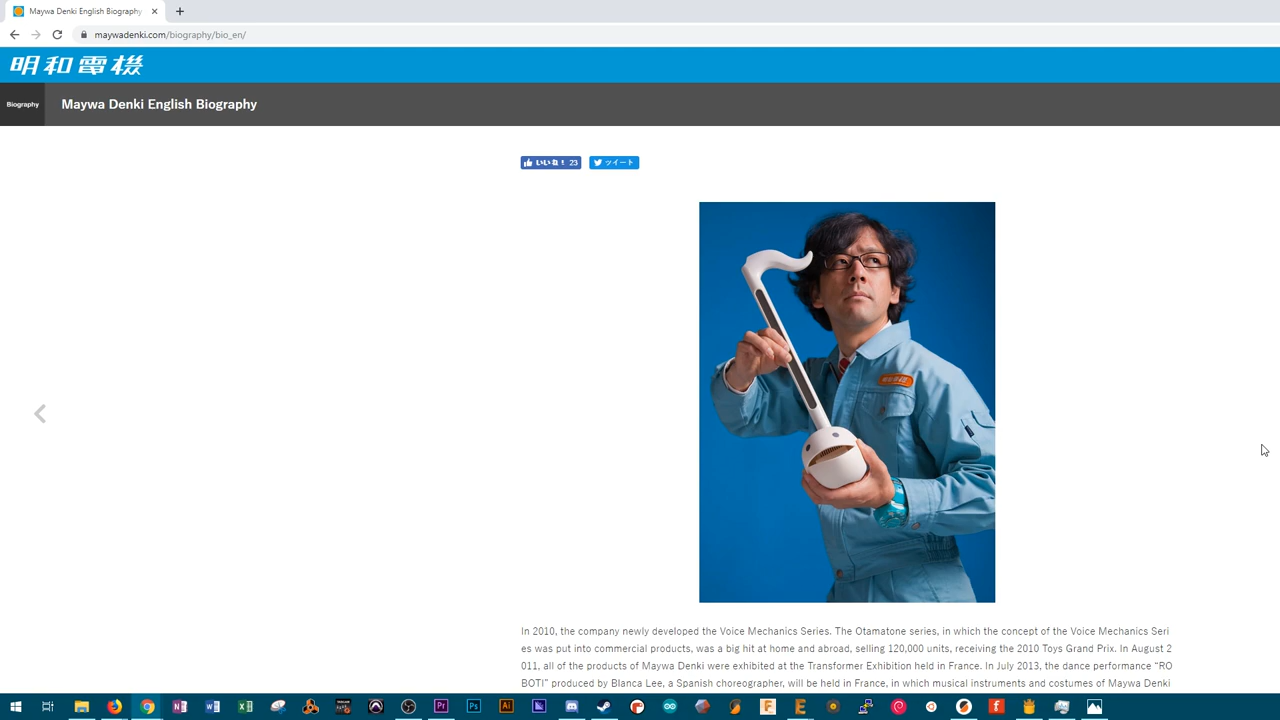 Maywa Denki English Biography
maywadenki.com/biography/bio_en/
明和電機
Biography
Maywa Denki English Biography
いいね！ 23
ツイート
明和電機
In 2010, the company newly developed the Voice Mechanics Series. The Otamatone series, in which the concept of the Voice Mechanics Seri
es was put into commercial products, was a big hit at home and abroad, selling 120,000 units, receiving the 2010 Toys Grand Prix. In August 2
011, all of the products of Maywa Denki were exhibited at the Transformer Exhibition held in France. In July 2013, the dance performance “RO
BOTI” produced by Blanca Lee, a Spanish choreographer, will be held in France, in which musical instruments and costumes of Maywa Denki